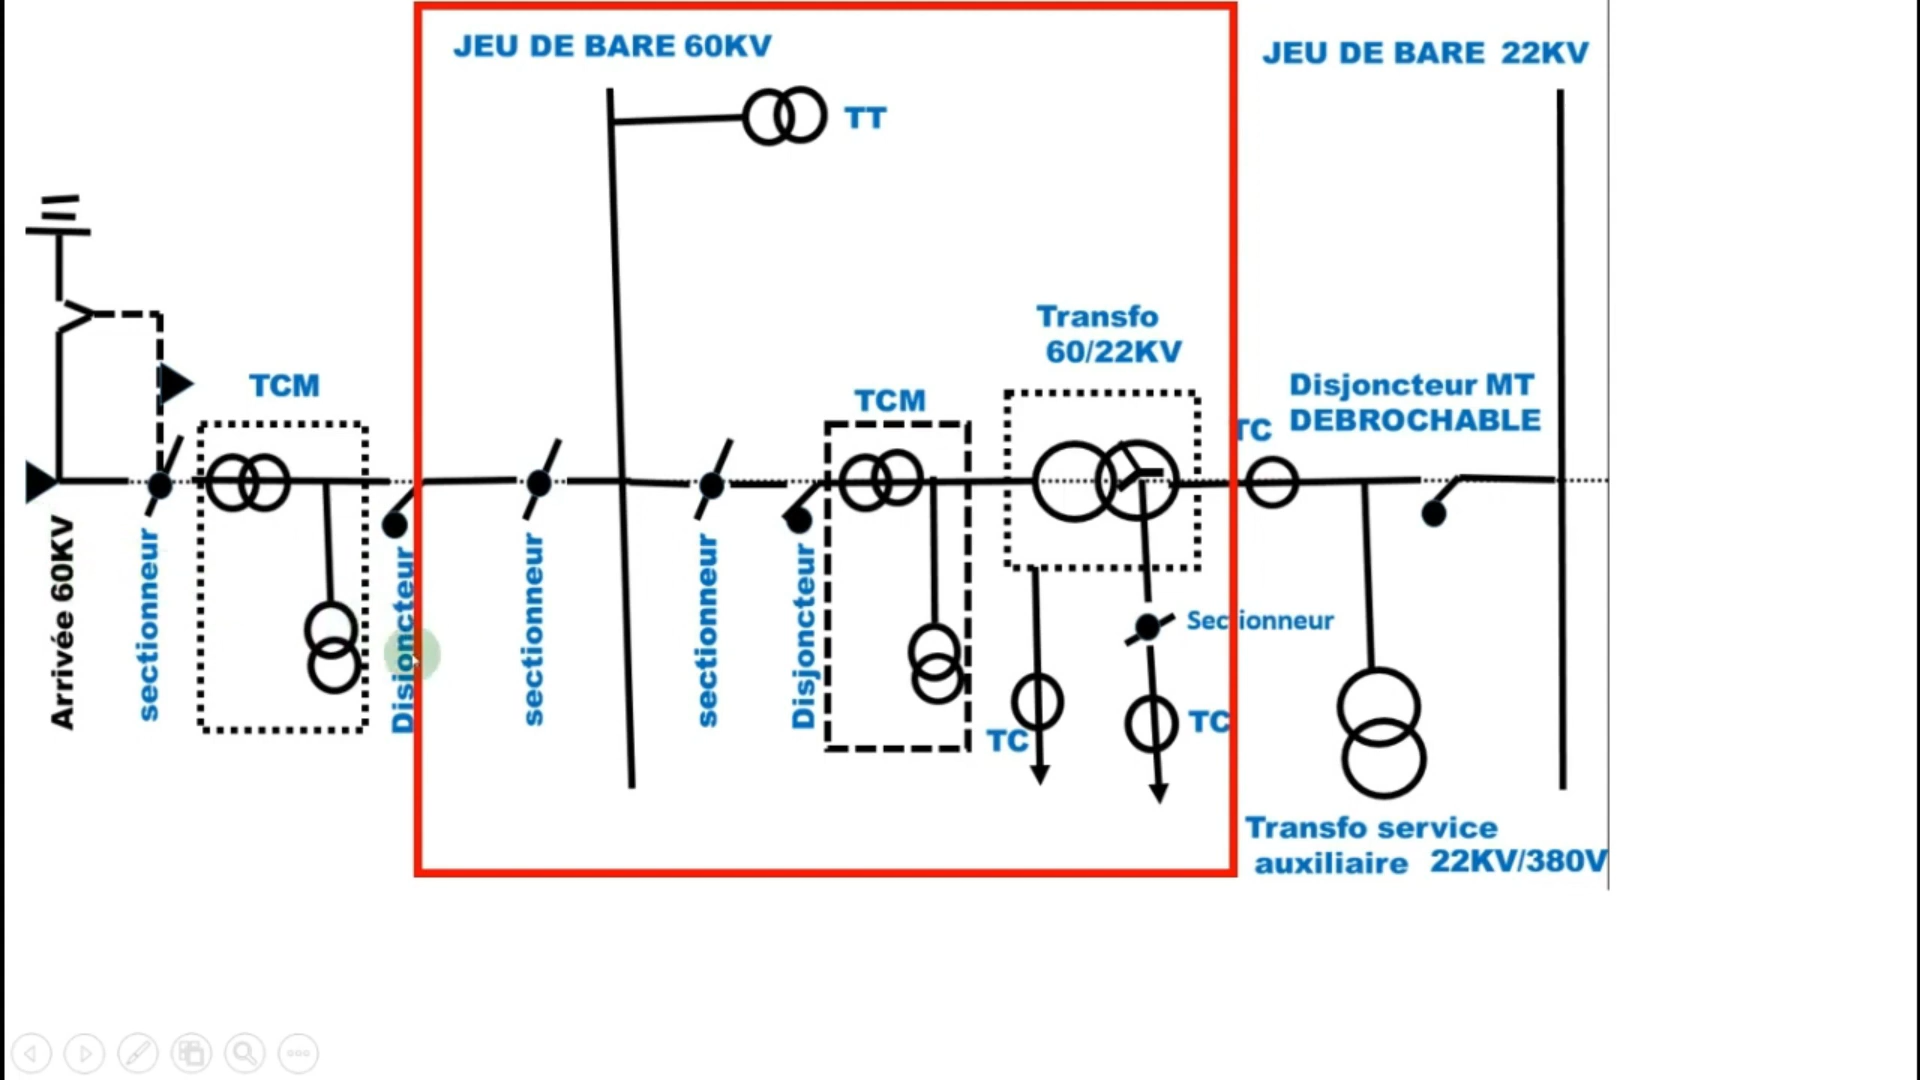 JEU DE BARE 60KV
JEU DE BARE 22KV
TT
Transfo
60/22KV
TCM
TCM
TC
Disjoncteur MT
DEBROCHABLE
Arrivée 60KV
sectionneur
Disjoncteur
sectionneur
sectionneur
Disjoncteur
Sectionneur
TC
TC
Transfo service
auxiliaire 22KV/380V